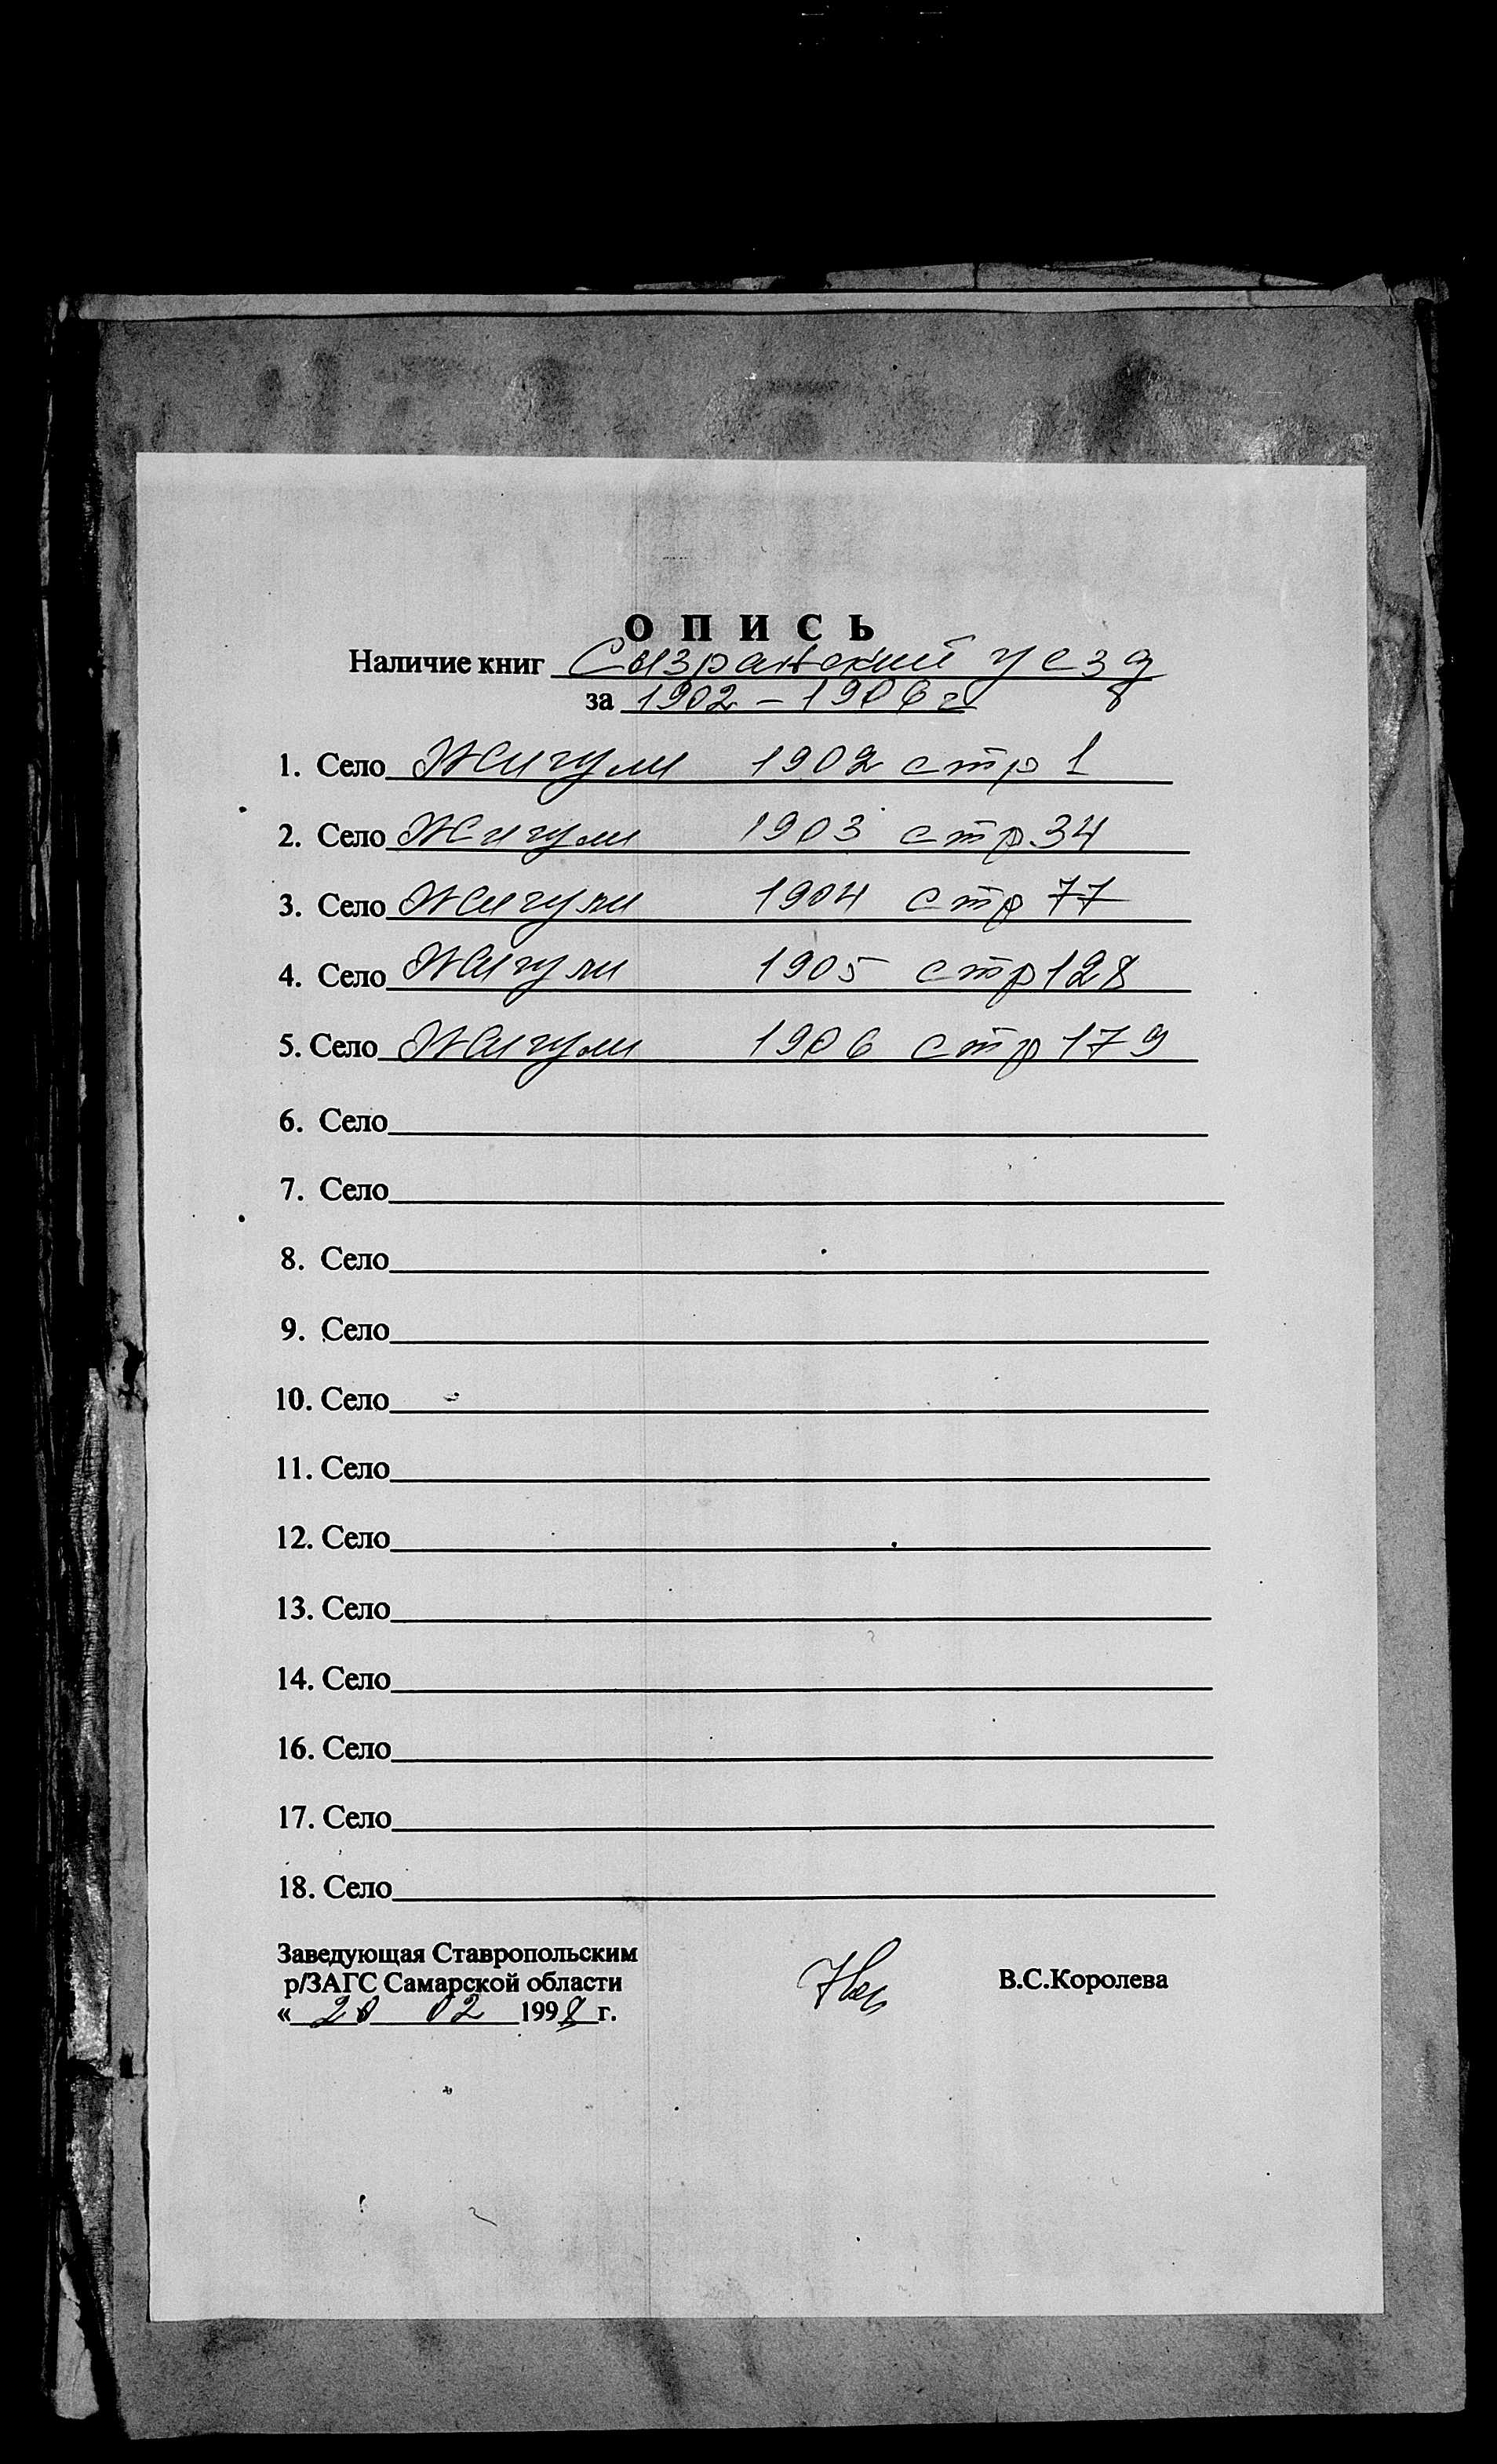 О П И С Ь
Наличие книг Сызранский уезд
за 1902 – 1906 г
1. Село Жигули 1902 стр 1
2. Село Жигули 1903 стр 34
3. Село Жигули 1904 стр 77
4. Село Жигули 1905 стр 128
5. Село Жигули 1906 стр 179
6. Село
7. Село
8. Село
9. Село
10. Село
11. Село
12. Село
13. Село
14. Село
16. Село
17. Село
18. Село
Заведующая Ставропольским
р/ЗАГС Самарской области В.С.Королева
« 20 02 1998 г.